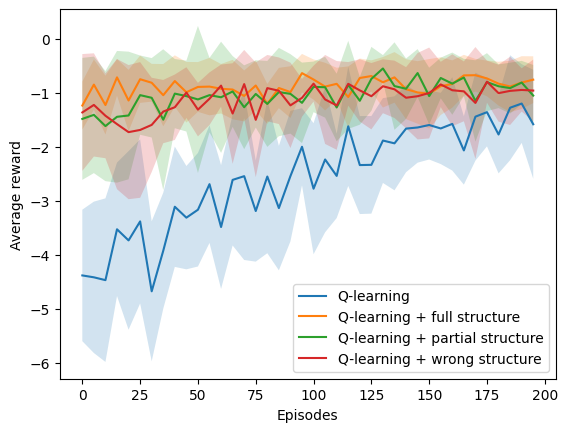 Average reward
0
−1
−2
−3
−4
−5
−6
0
25
50
75
100
125
150
175
200
Episodes
Q-learning
Q-learning + full structure
Q-learning + partial structure
Q-learning + wrong structure